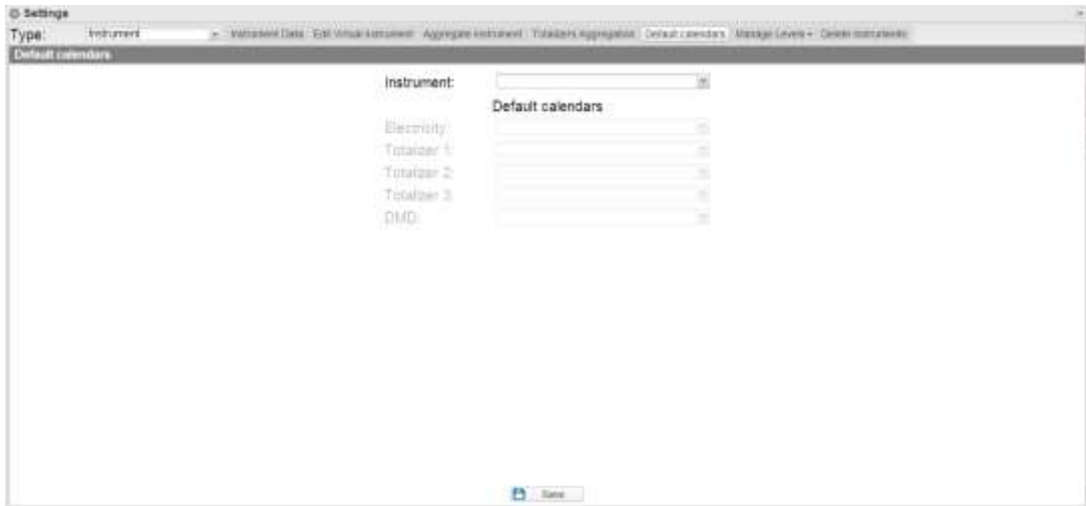 Settings
Type: Instrument Instrument Data Edit Virtual Instrument Aggregate instrument Totalizers Aggregation Default calendars Manage Levels Delete Instruments
Default calendars
Instrument:
Default calendars
Electricity:
Totalizer 1:
Totalizer 2:
Totalizer 3:
DMD:
Save